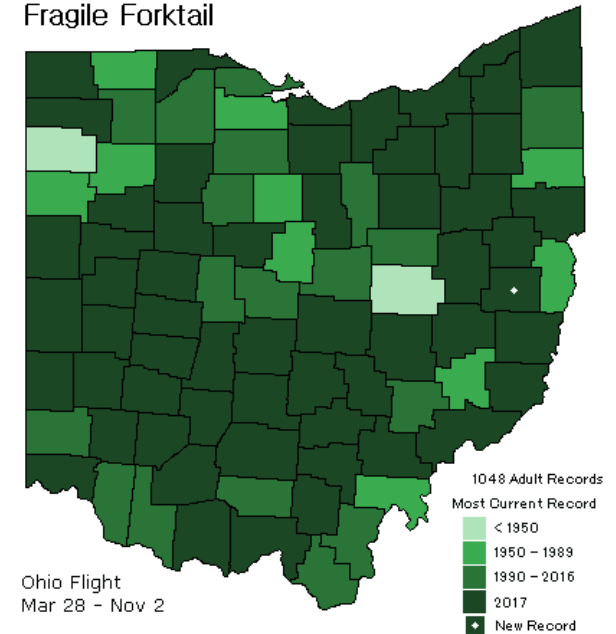 Fragile Forktail
1048 Adult Records
Most Current Record
< 1950
1950 - 1989
1990 - 2016
2017
New Record
Ohio Flight
Mar 28 - Nov 2